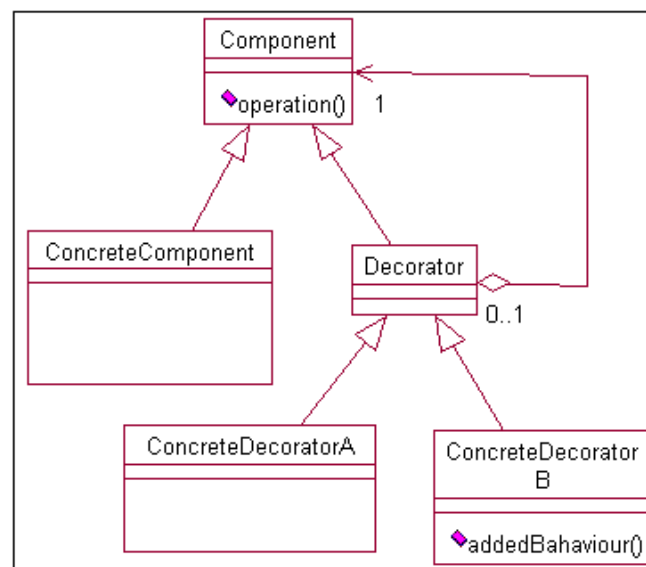 Component
operation()
1
ConcreteComponent
Decorator
0..1
ConcreteDecoratorA
ConcreteDecorator
B
addedBahaviour()